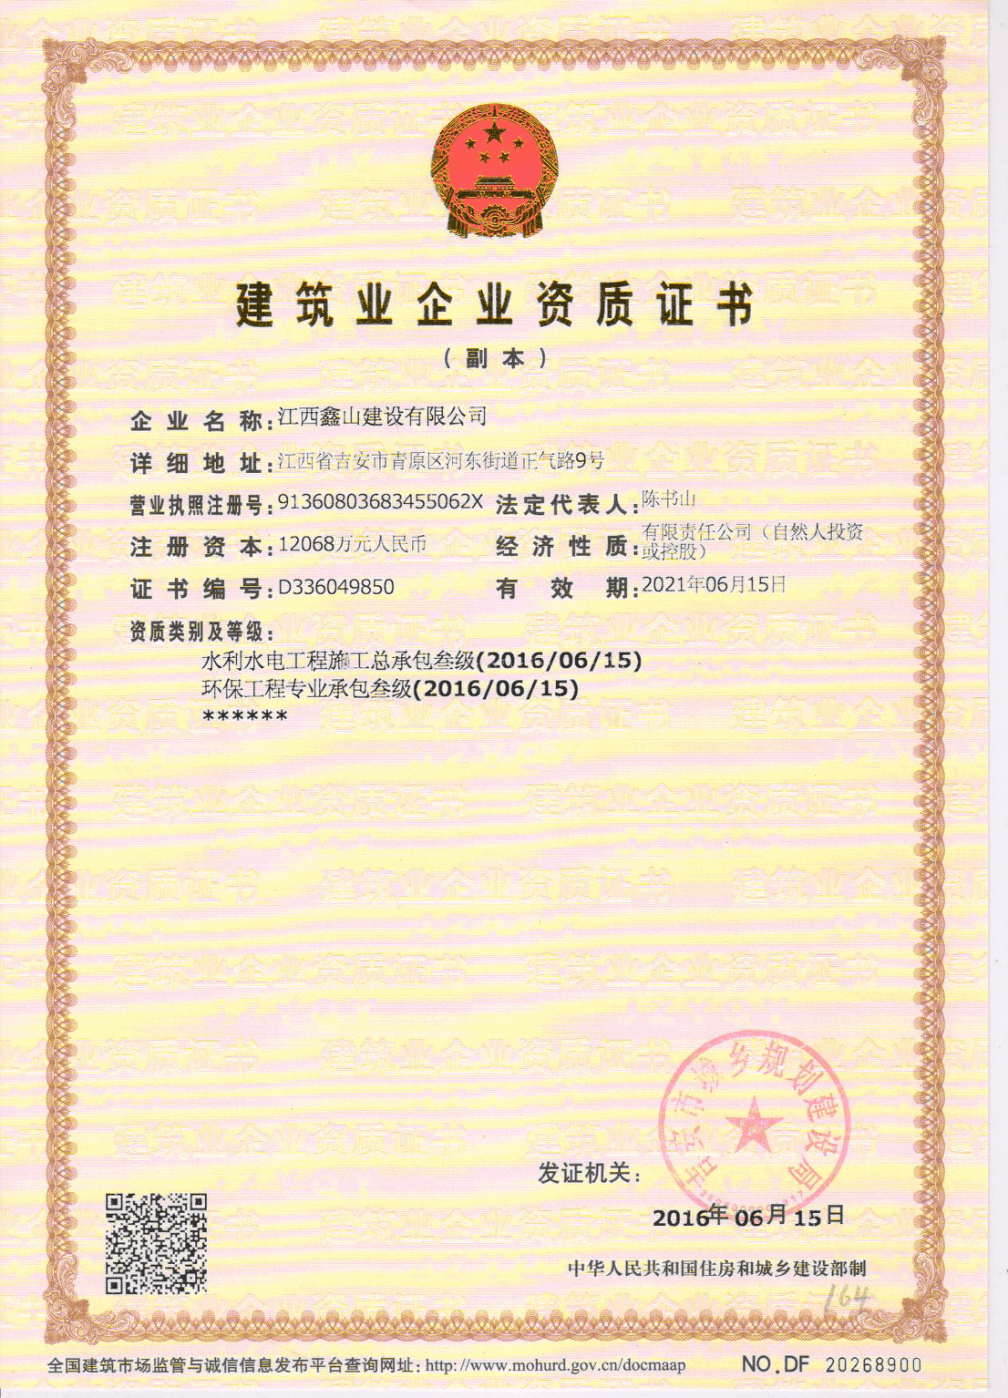 建筑业企业资质证书
（副本）
企业名称：江西鑫山建设有限公司
详细地址：江西省吉安市青原区河东街道正气路9号
营业执照注册号：91360803683455062X 法定代表人：陈书山
注册资本：12068万元人民币 经济性质：有限责任公司（自然人投资
或控股）
证书编号：D336049850 有效期：2021年06月15日
资质类别及等级：
水利水电工程施工总承包叁级(2016/06/15)
环保工程专业承包叁级(2016/06/15)
******
吉安市城乡规划建设局
发证机关：
2016年06月15日
中华人民共和国住房和城乡建设部制
164
全国建筑市场监管与诚信信息发布平台查询网址：http://www.mohurd.gov.cn/docmaap NO.DF 20268900